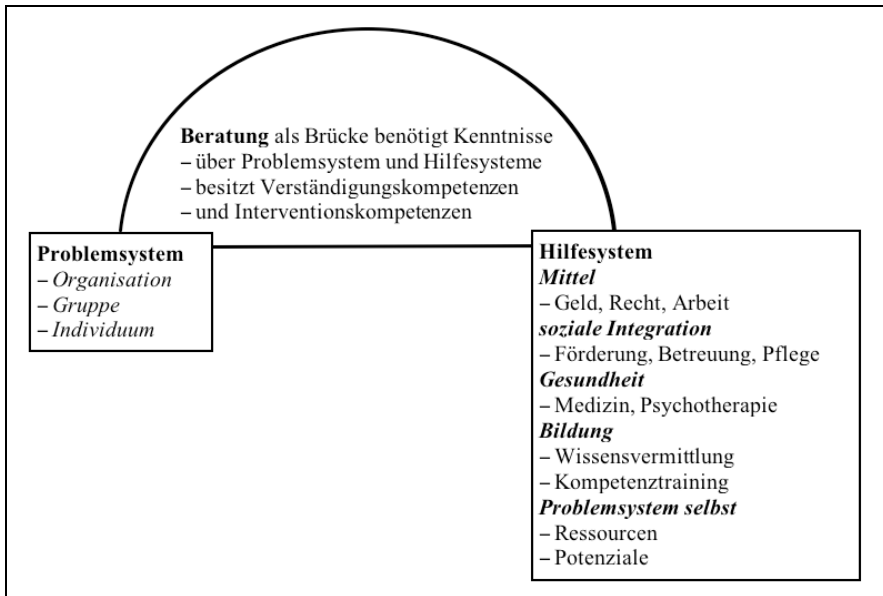 Beratung als Brücke benötigt Kenntnisse
– über Problemsystem und Hilfesysteme
– besitzt Verständigungskompetenzen
– und Interventionskompetenzen
Problemsystem
– Organisation
– Gruppe
– Individuum
Hilfesystem
Mittel
– Geld, Recht, Arbeit
soziale Integration
– Förderung, Betreuung, Pflege
Gesundheit
– Medizin, Psychotherapie
Bildung
– Wissensvermittlung
– Kompetenztraining
Problemsystem selbst
– Ressourcen
– Potenziale